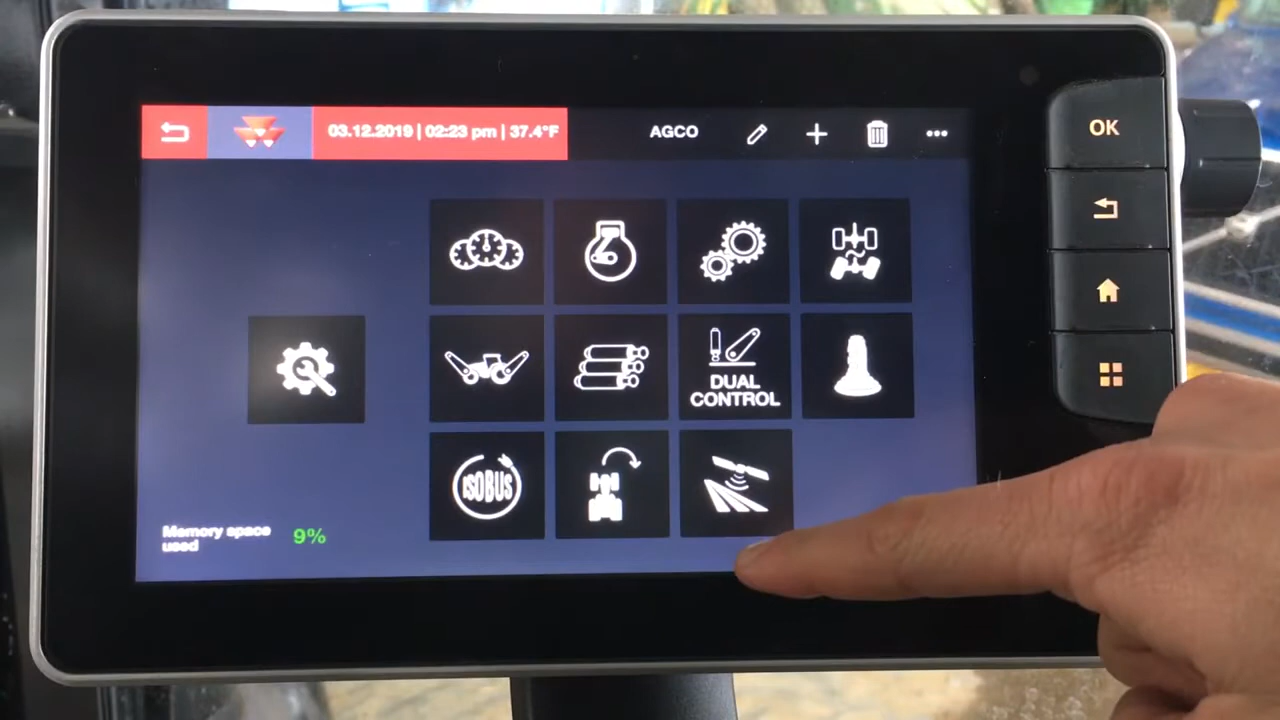 03.12.2019 | 02:23 pm | 37.4°F
AGCO
OK
DUAL
CONTROL
ISOBUS
Memory space
used
9%